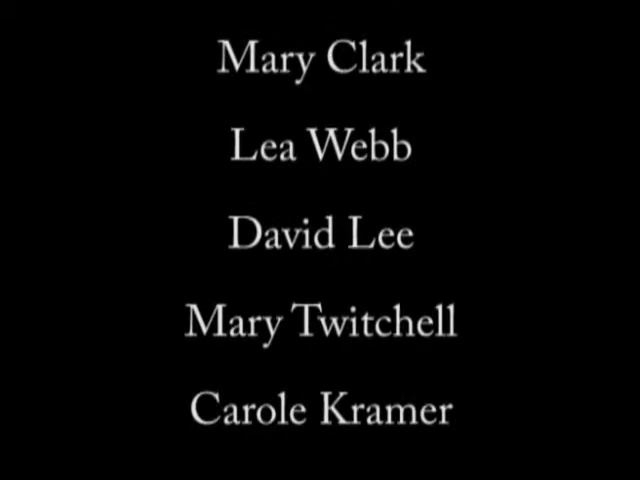 Mary Clark
Lea Webb
David Lee
Mary Twitchell
Carole Kramer